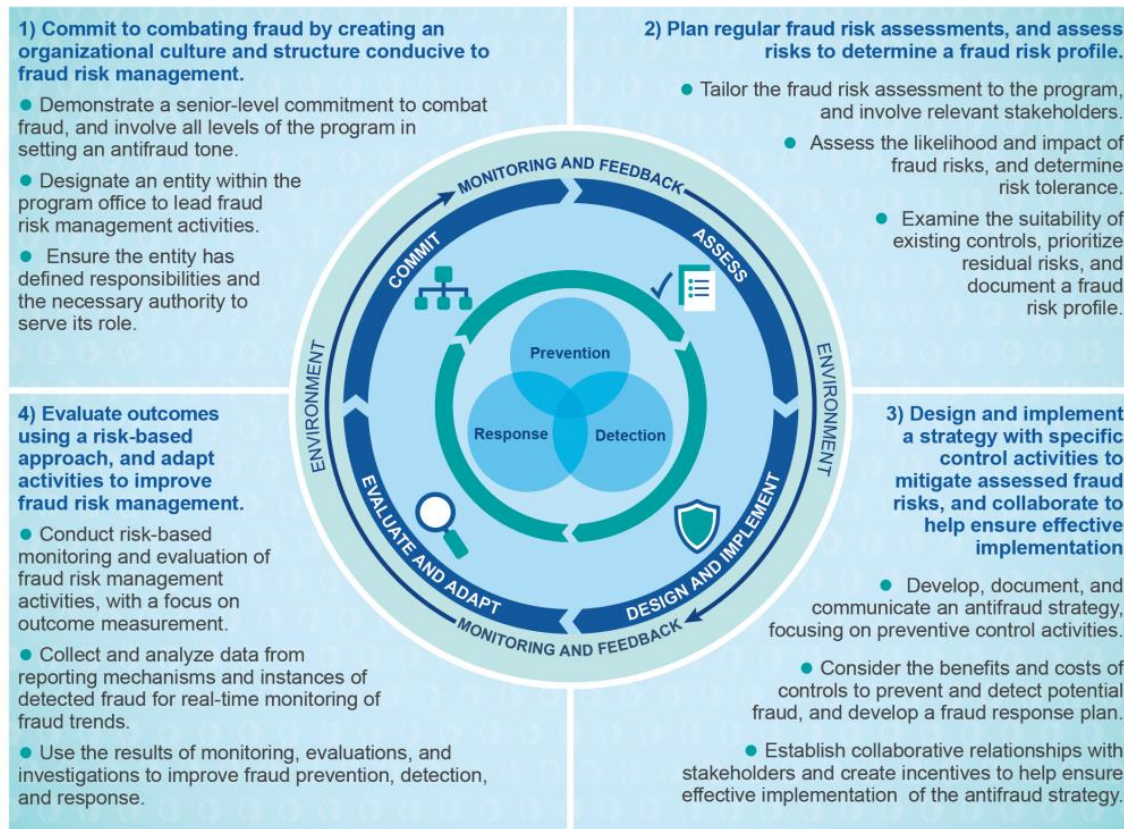 1) Commit to combating fraud by creating an
organizational culture and structure conducive to
fraud risk management.
● Demonstrate a senior-level commitment to combat
fraud, and involve all levels of the program in
setting an antifraud tone.
● Designate an entity within the
program office to lead fraud
risk management activities.
● Ensure the entity has
defined responsibilities and
the necessary authority to
serve its role.
2) Plan regular fraud risk assessments, and assess
risks to determine a fraud risk profile.
● Tailor the fraud risk assessment to the program,
and involve relevant stakeholders.
● Assess the likelihood and impact of
fraud risks, and determine
risk tolerance.
● Examine the suitability of
existing controls, prioritize
residual risks, and
document a fraud
risk profile.
MONITORING AND FEEDBACK
COMMIT
ASSESS
ENVIRONMENT
ENVIRONMENT
Prevention
Response
Detection
EVALUATE AND ADAPT
DESIGN AND IMPLEMENT
MONITORING AND FEEDBACK
4) Evaluate outcomes
using a risk-based
approach, and adapt
activities to improve
fraud risk management.
● Conduct risk-based
monitoring and evaluation of
fraud risk management
activities, with a focus on
outcome measurement.
● Collect and analyze data from
reporting mechanisms and instances of
detected fraud for real-time monitoring of
fraud trends.
● Use the results of monitoring, evaluations, and
investigations to improve fraud prevention, detection,
and response.
3) Design and implement
a strategy with specific
control activities to
mitigate assessed fraud
risks, and collaborate to
help ensure effective
implementation
● Develop, document, and
communicate an antifraud strategy,
focusing on preventive control activities.
● Consider the benefits and costs of
controls to prevent and detect potential
fraud, and develop a fraud response plan.
● Establish collaborative relationships with
stakeholders and create incentives to help ensure
effective implementation of the antifraud strategy.